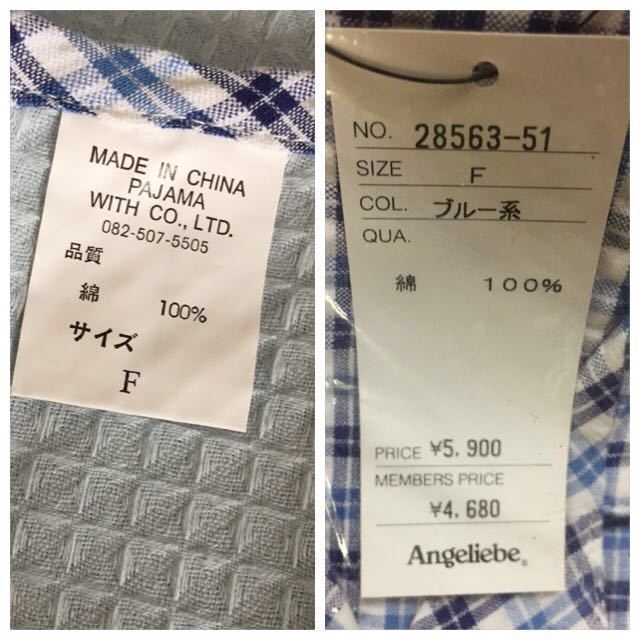 MADE IN CHINA
PAJAMA
WITH CO., LTD.
082-507-5505
品質
綿 100%
サイズ
F
NO. 28563-51
SIZE F
COL. ブルー系
QUA.
綿 100%
PRICE ¥5,900
MEMBERS PRICE
¥4,680
Angeliebe®